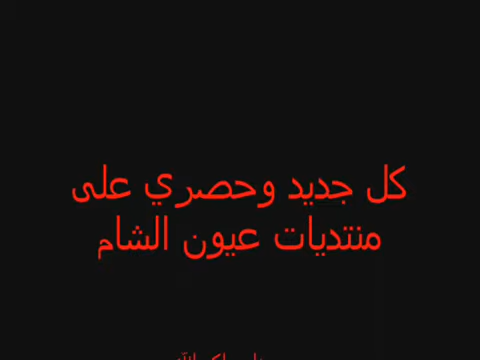 كل جديد وحصري على
منتديات عيون الشام